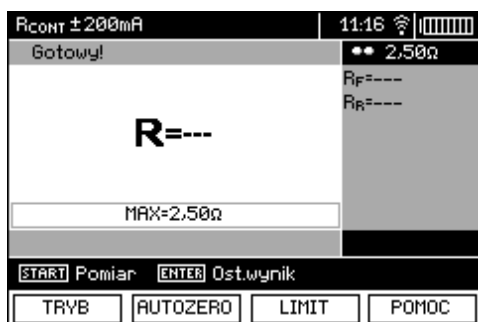 RCONT ±200mA 11:16
Gotowy! 2,50Ω
RF=---
RR=---
R=---
MAX=2,50Ω
START Pomiar ENTER Ost.wynik
TRYB AUTOZERO LIMIT POMOC